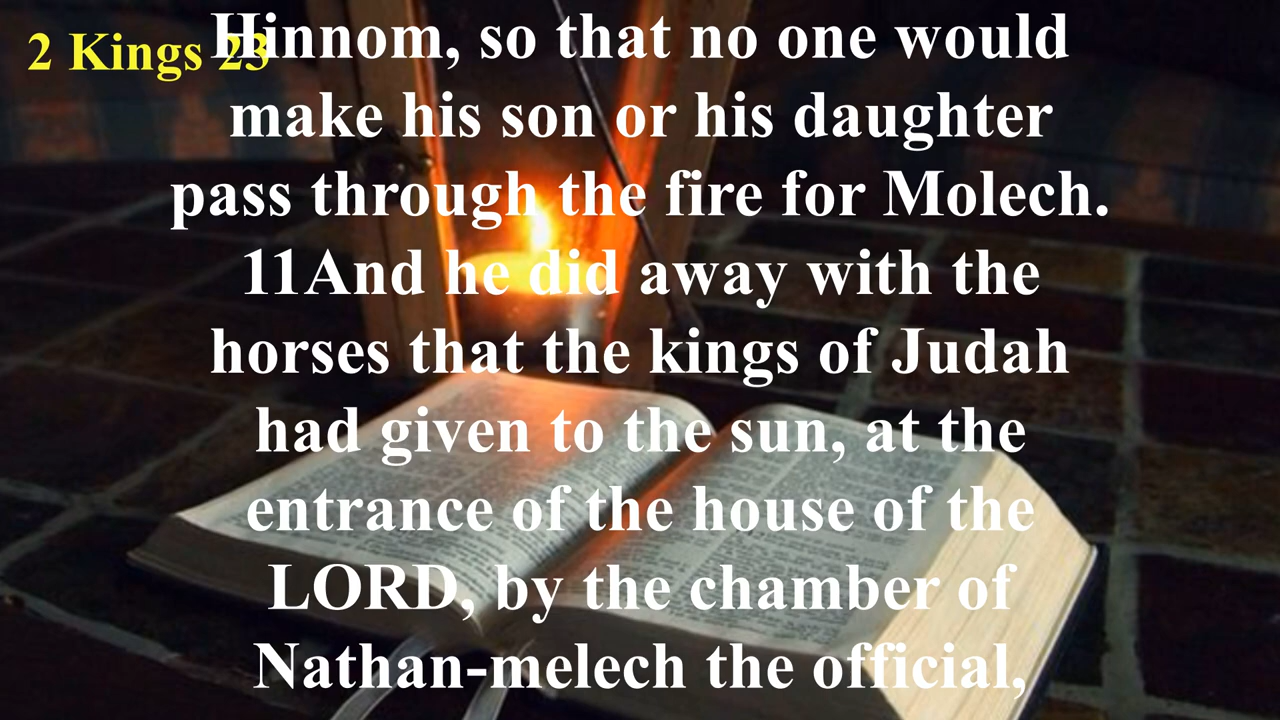 2 Kings 23
Hinnom, so that no one would
make his son or his daughter
pass through the fire for Molech.
11And he did away with the
horses that the kings of Judah
had given to the sun, at the
entrance of the house of the
LORD, by the chamber of
Nathan-melech the official,